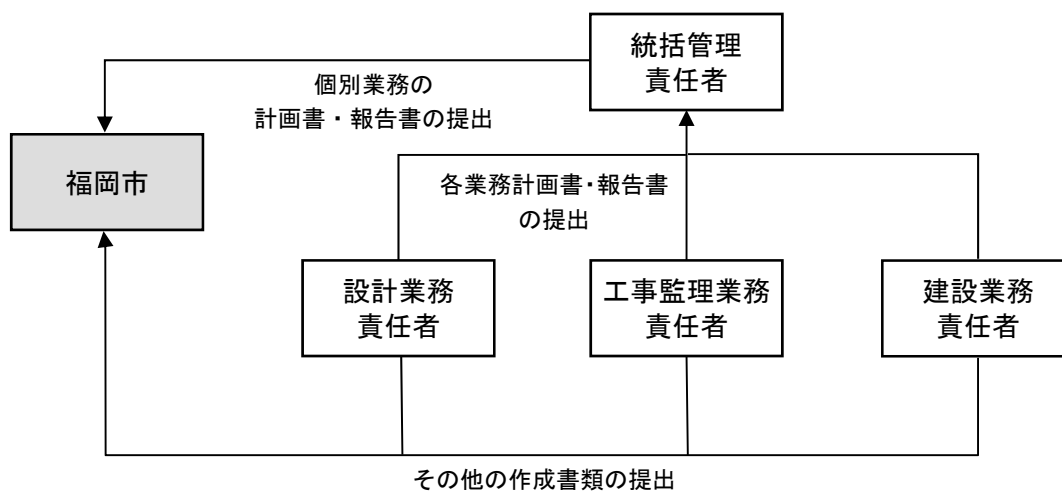 統括管理
責任者
個別業務の
計画書・報告書の提出
福岡市
各業務計画書・報告書
の提出
設計業務
責任者
工事監理業務
責任者
建設業務
責任者
その他の作成書類の提出